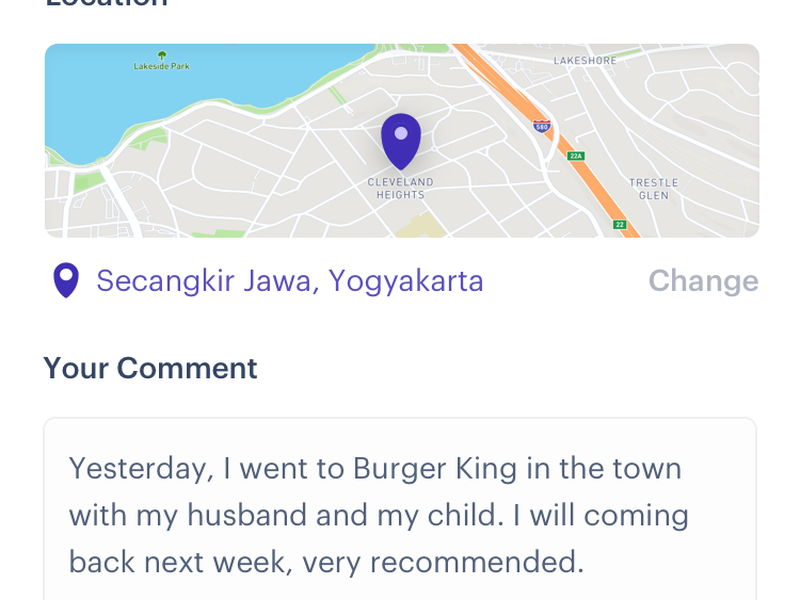 Location
Lakeside Park
LAKESHORE
580
22A
CLEVELAND
HEIGHTS
TRESTLE
GLEN
22
Secangkir Jawa, Yogyakarta
Change
Your Comment
Yesterday, I went to Burger King in the town
with my husband and my child. I will coming
back next week, very recommended.